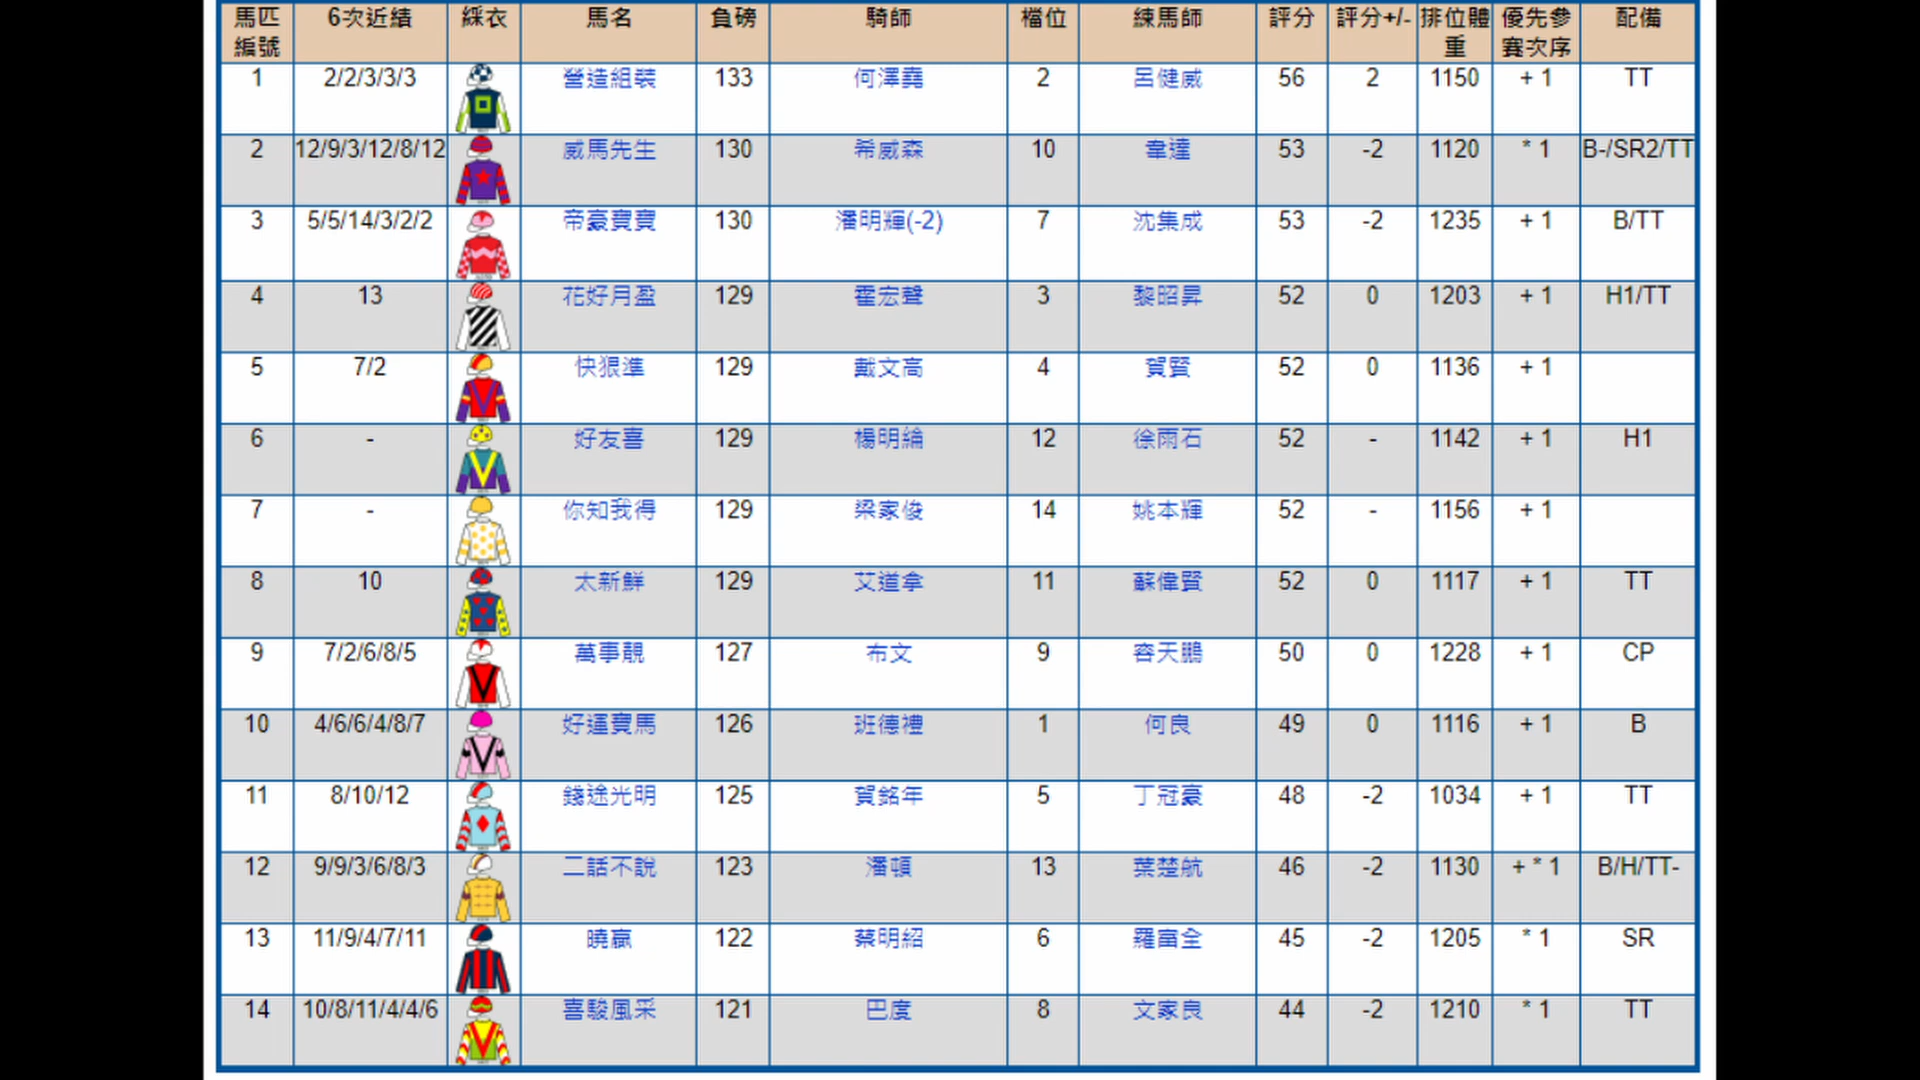 馬匹編號 6次近績 綵衣 馬名 負磅 騎師 檔位 練馬師 評分 評分+/- 排位體重 優先參賽次序 配備
1 2/2/3/3/3 營造組裝 133 何澤堯 2 呂健威 56 2 1150 + 1 TT
2 12/9/3/12/8/12 威馬先生 130 希威森 10 韋達 53 -2 1120 * 1 B-/SR2/TT
3 5/5/14/3/2/2 帝豪寶寶 130 潘明輝(-2) 7 沈集成 53 -2 1235 + 1 B/TT
4 13 花好月盈 129 霍宏聲 3 黎昭昇 52 0 1203 + 1 H1/TT
5 7/2 快狠準 129 戴文高 4 賀賢 52 0 1136 + 1
6 - 好友喜 129 楊明綸 12 徐雨石 52 - 1142 + 1 H1
7 - 你知我得 129 梁家俊 14 姚本輝 52 - 1156 + 1
8 10 太新鮮 129 艾道拿 11 蘇偉賢 52 0 1117 + 1 TT
9 7/2/6/8/5 萬事靚 127 布文 9 容天鵬 50 0 1228 + 1 CP
10 4/6/6/4/8/7 好運寶馬 126 班德禮 1 何良 49 0 1116 + 1 B
11 8/10/12 錢途光明 125 賀銘年 5 丁冠豪 48 -2 1034 + 1 TT
12 9/9/3/6/8/3 二話不說 123 潘頓 13 葉楚航 46 -2 1130 + * 1 B/H/TT-
13 11/9/4/7/11 曉贏 122 蔡明紹 6 羅富全 45 -2 1205 * 1 SR
14 10/8/11/4/4/6 喜駿風采 121 巴度 8 文家良 44 -2 1210 * 1 TT